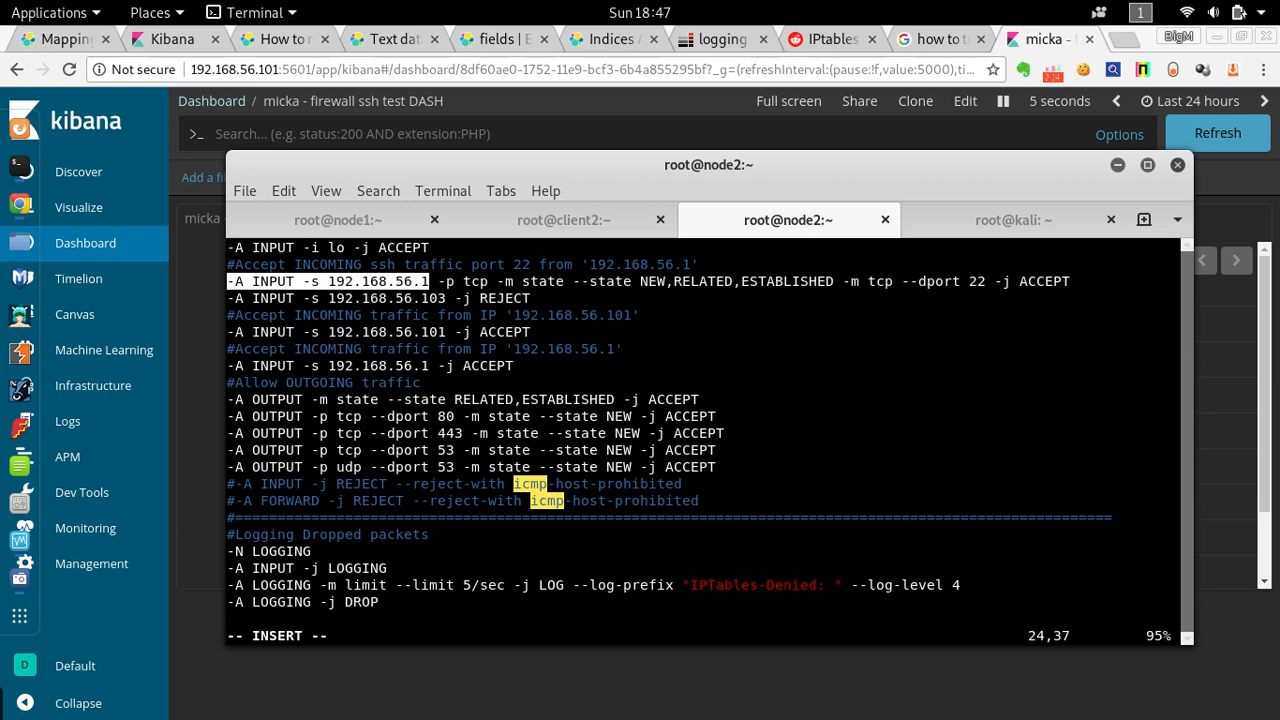 Applications Places Terminal Sun 18:47 1
Mappin Kibana How to r Text dat fields | E Indices A logging IPtables how to t micka - f BigM
Not secure 192.168.56.101:5601/app/kibana#/dashboard/8df60ae0-1752-11e9-bcf3-6b4a855295bf?_g=(refreshInterval:(pause:!f,value:5000),ti
kibana
Dashboard / micka - firewall ssh test DASH Full screen Share Clone Edit 5 seconds Last 24 hours
>_ Search... (e.g. status:200 AND extension:PHP) Options Refresh
Add a fi
micka -
Discover
Visualize
Dashboard
Timelion
Canvas
Machine Learning
Infrastructure
Logs
APM
Dev Tools
Monitoring
Management
D Default
Collapse
root@node2:~
File Edit View Search Terminal Tabs Help
root@node1:~ root@client2:~ root@node2:~ root@kali: ~
-A INPUT -i lo -j ACCEPT
#Accept INCOMING ssh traffic port 22 from '192.168.56.1'
-A INPUT -s 192.168.56.1 -p tcp -m state --state NEW,RELATED,ESTABLISHED -m tcp --dport 22 -j ACCEPT
-A INPUT -s 192.168.56.103 -j REJECT
#Accept INCOMING traffic from IP '192.168.56.101'
-A INPUT -s 192.168.56.101 -j ACCEPT
#Accept INCOMING traffic from IP '192.168.56.1'
-A INPUT -s 192.168.56.1 -j ACCEPT
#Allow OUTGOING traffic
-A OUTPUT -m state --state RELATED,ESTABLISHED -j ACCEPT
-A OUTPUT -p tcp --dport 80 -m state --state NEW -j ACCEPT
-A OUTPUT -p tcp --dport 443 -m state --state NEW -j ACCEPT
-A OUTPUT -p tcp --dport 53 -m state --state NEW -j ACCEPT
-A OUTPUT -p udp --dport 53 -m state --state NEW -j ACCEPT
#-A INPUT -j REJECT --reject-with icmp-host-prohibited
#-A FORWARD -j REJECT --reject-with icmp-host-prohibited
#========================================================================================================
#Logging Dropped packets
-N LOGGING
-A INPUT -j LOGGING
-A LOGGING -m limit --limit 5/sec -j LOG --log-prefix "IPTables-Denied: " --log-level 4
-A LOGGING -j DROP
-- INSERT -- 24,37 95%